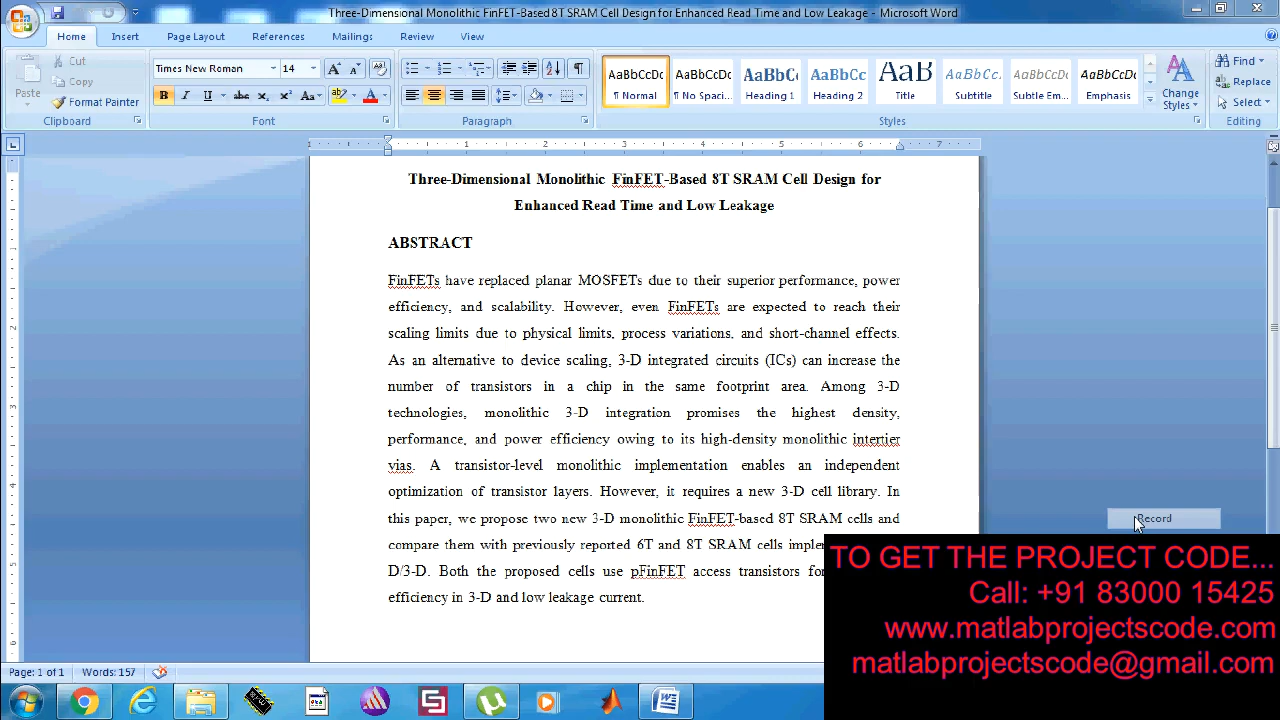 Three-Dimensional Monolithic FinFET-Based 8T SRAM Cell Design for Enhanced Read Time and Low Leakage - Microsoft Word
Home Insert Page Layout References Mailings Review View
Paste
Cut
Copy
Format Painter
Clipboard
Times New Roman 14
Font
Paragraph
AaBbCcDc AaBbCcDc AaBbC AaBbCc AaB AaBbCc. AaBbCcDc AaBbCcDc
¶ Normal ¶ No Spaci... Heading 1 Heading 2 Title Subtitle Subtle Em... Emphasis
Change
Styles
Styles
Find
Replace
Select
Editing
1 1 2 3 4 5 6 7
Three-Dimensional Monolithic FinFET-Based 8T SRAM Cell Design for
Enhanced Read Time and Low Leakage
ABSTRACT
FinFETs have replaced planar MOSFETs due to their superior performance, power
efficiency, and scalability. However, even FinFETs are expected to reach their
scaling limits due to physical limits, process variations, and short-channel effects.
As an alternative to device scaling, 3-D integrated circuits (ICs) can increase the
number of transistors in a chip in the same footprint area. Among 3-D
technologies, monolithic 3-D integration promises the highest density,
performance, and power efficiency owing to its high-density monolithic intertier
vias. A transistor-level monolithic implementation enables an independent
optimization of transistor layers. However, it requires a new 3-D cell library. In
this paper, we propose two new 3-D monolithic FinFET-based 8T SRAM cells and
compare them with previously reported 6T and 8T SRAM cells
D/3-D. Both the proposed cells use pFinFET access transistors
efficiency in 3-D and low leakage current.
Record
TO GET THE PROJECT CODE...
Call: +91 83000 15425
www.matlabprojectscode.com
matlabprojectscode@gmail.com
Page: 1 of 1 Words: 157